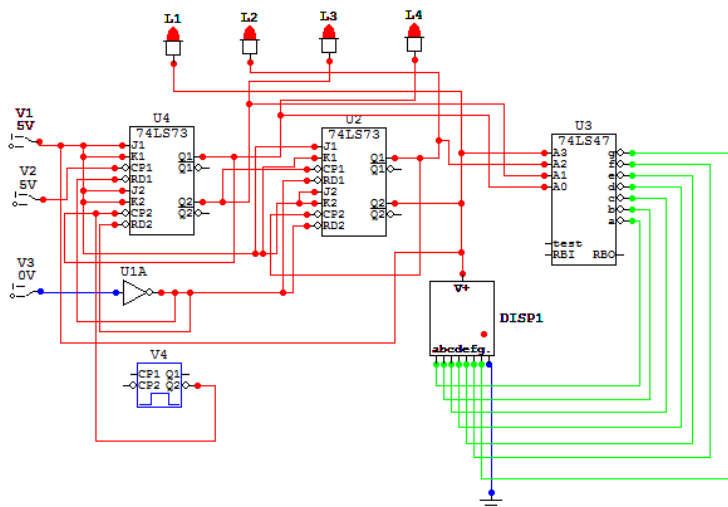 L1
L2
L3
L4
V1
5V
V2
5V
V3
0V
U4
74LS73
J1
K1
CP1
RD1
J2
K2
CP2
RD2
Q1
Q1
Q2
Q2
U2
74LS73
J1
K1
CP1
RD1
J2
K2
CP2
RD2
Q1
Q1
Q2
Q2
U3
74LS47
A3
A2
A1
A0
g
f
e
d
c
b
a
test
RBI
RBO
U1A
V+
DISP1
abcdefg.
V4
CP1 Q1
CP2 Q2